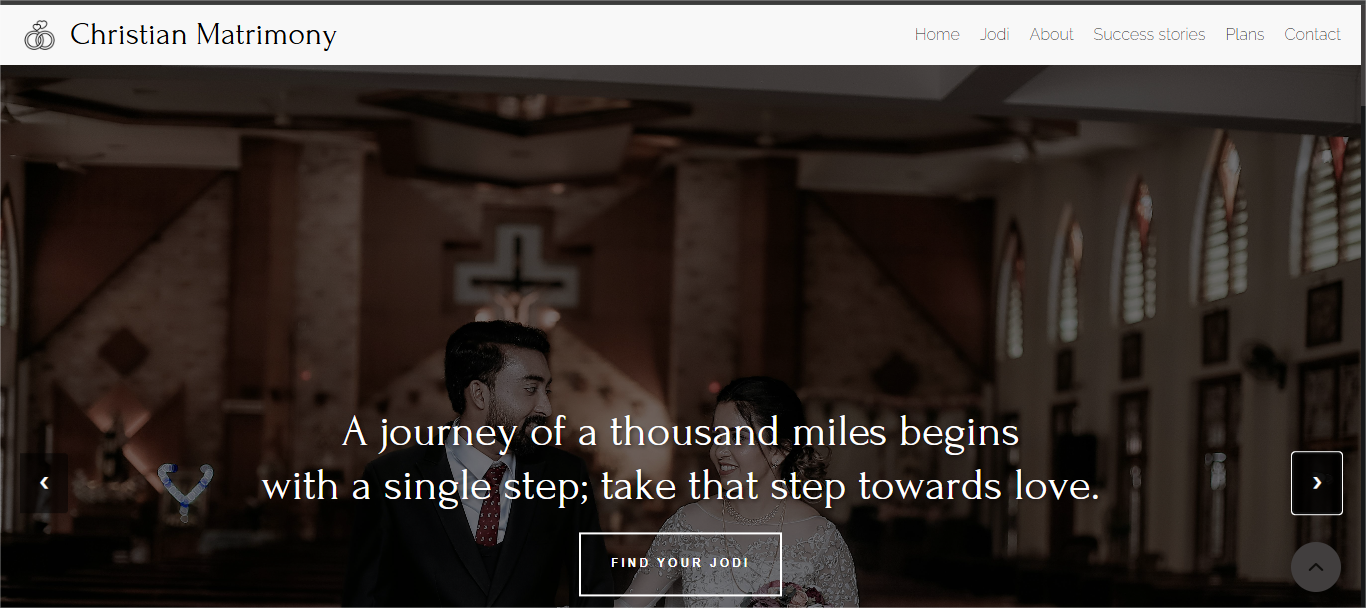 Christian Matrimony
Home Jodi About Success stories Plans Contact
A journey of a thousand miles begins
with a single step; take that step towards love.
FIND YOUR JODI